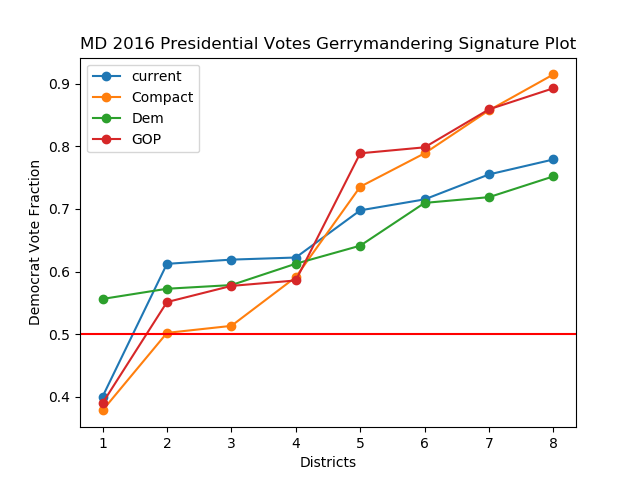 MD 2016 Presidential Votes Gerrymandering Signature Plot
current
Compact
Dem
GOP
Democrat Vote Fraction
0.9
0.8
0.7
0.6
0.5
0.4
1 2 3 4 5 6 7 8
Districts